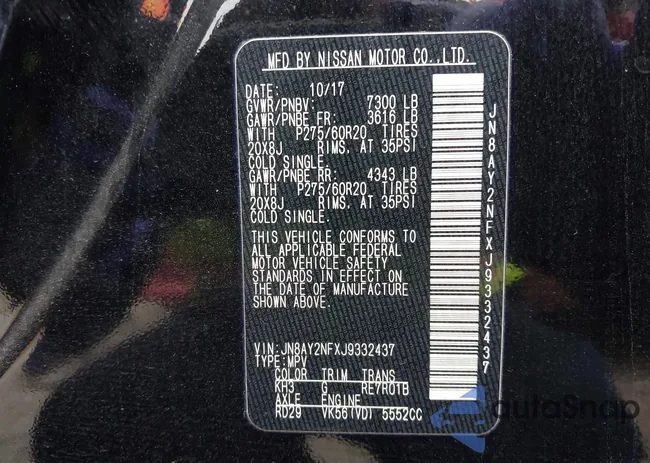 MFD BY NISSAN MOTOR CO.,LTD.
DATE: 10/17
GVWR/PNBV: 7300 LB
GAWR/PNBE FR: 3616 LB
WITH P275/60R20 TIRES
20X8J RIMS, AT 35PSI
COLD SINGLE.
GAWR/PNBE RR: 4343 LB
WITH P275/60R20 TIRES
20X8J RIMS, AT 35PSI
COLD SINGLE.
THIS VEHICLE CONFORMS TO
ALL APPLICABLE FEDERAL
MOTOR VEHICLE SAFETY
STANDARDS IN EFFECT ON
THE DATE OF MANUFACTURE
SHOWN ABOVE.
VIN:JN8AY2NFXJ9332437
TYPE:MPV
COLOR TRIM TRANS
KH3 G RE7R01B
AXLE ENGINE
RD29 VK56(VD) 5552CC
JN8AY2NFXJ9332437
autoSnap